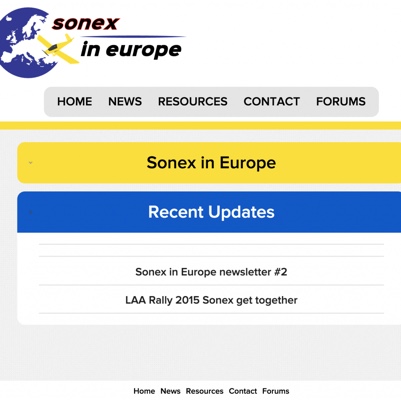 sonex
in europe
HOME NEWS RESOURCES CONTACT FORUMS
Sonex in Europe
Recent Updates
Sonex in Europe newsletter #2
LAA Rally 2015 Sonex get together
Home News Resources Contact Forums